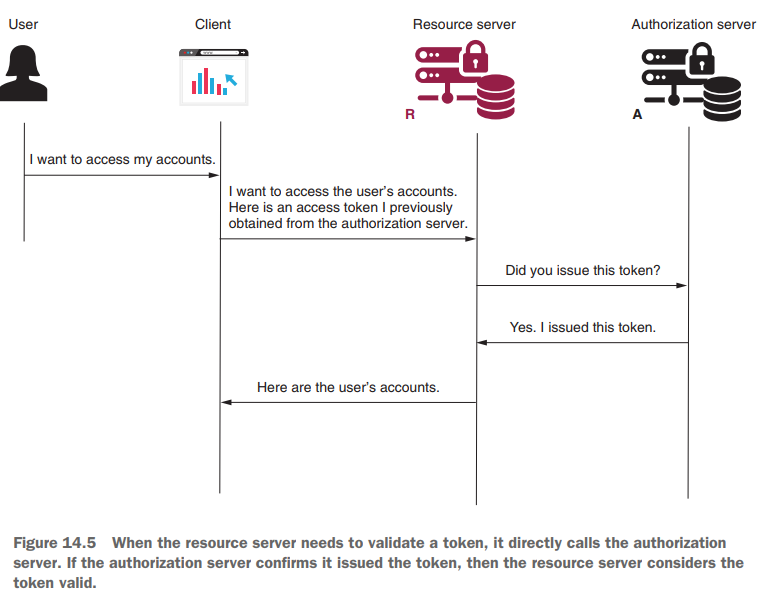 User
Client
Resource server
Authorization server
R
A
I want to access my accounts.
I want to access the user's accounts.
Here is an access token I previously
obtained from the authorization server.
Did you issue this token?
Yes. I issued this token.
Here are the user's accounts.
Figure 14.5 When the resource server needs to validate a token, it directly calls the authorization
server. If the authorization server confirms it issued the token, then the resource server considers the
token valid.